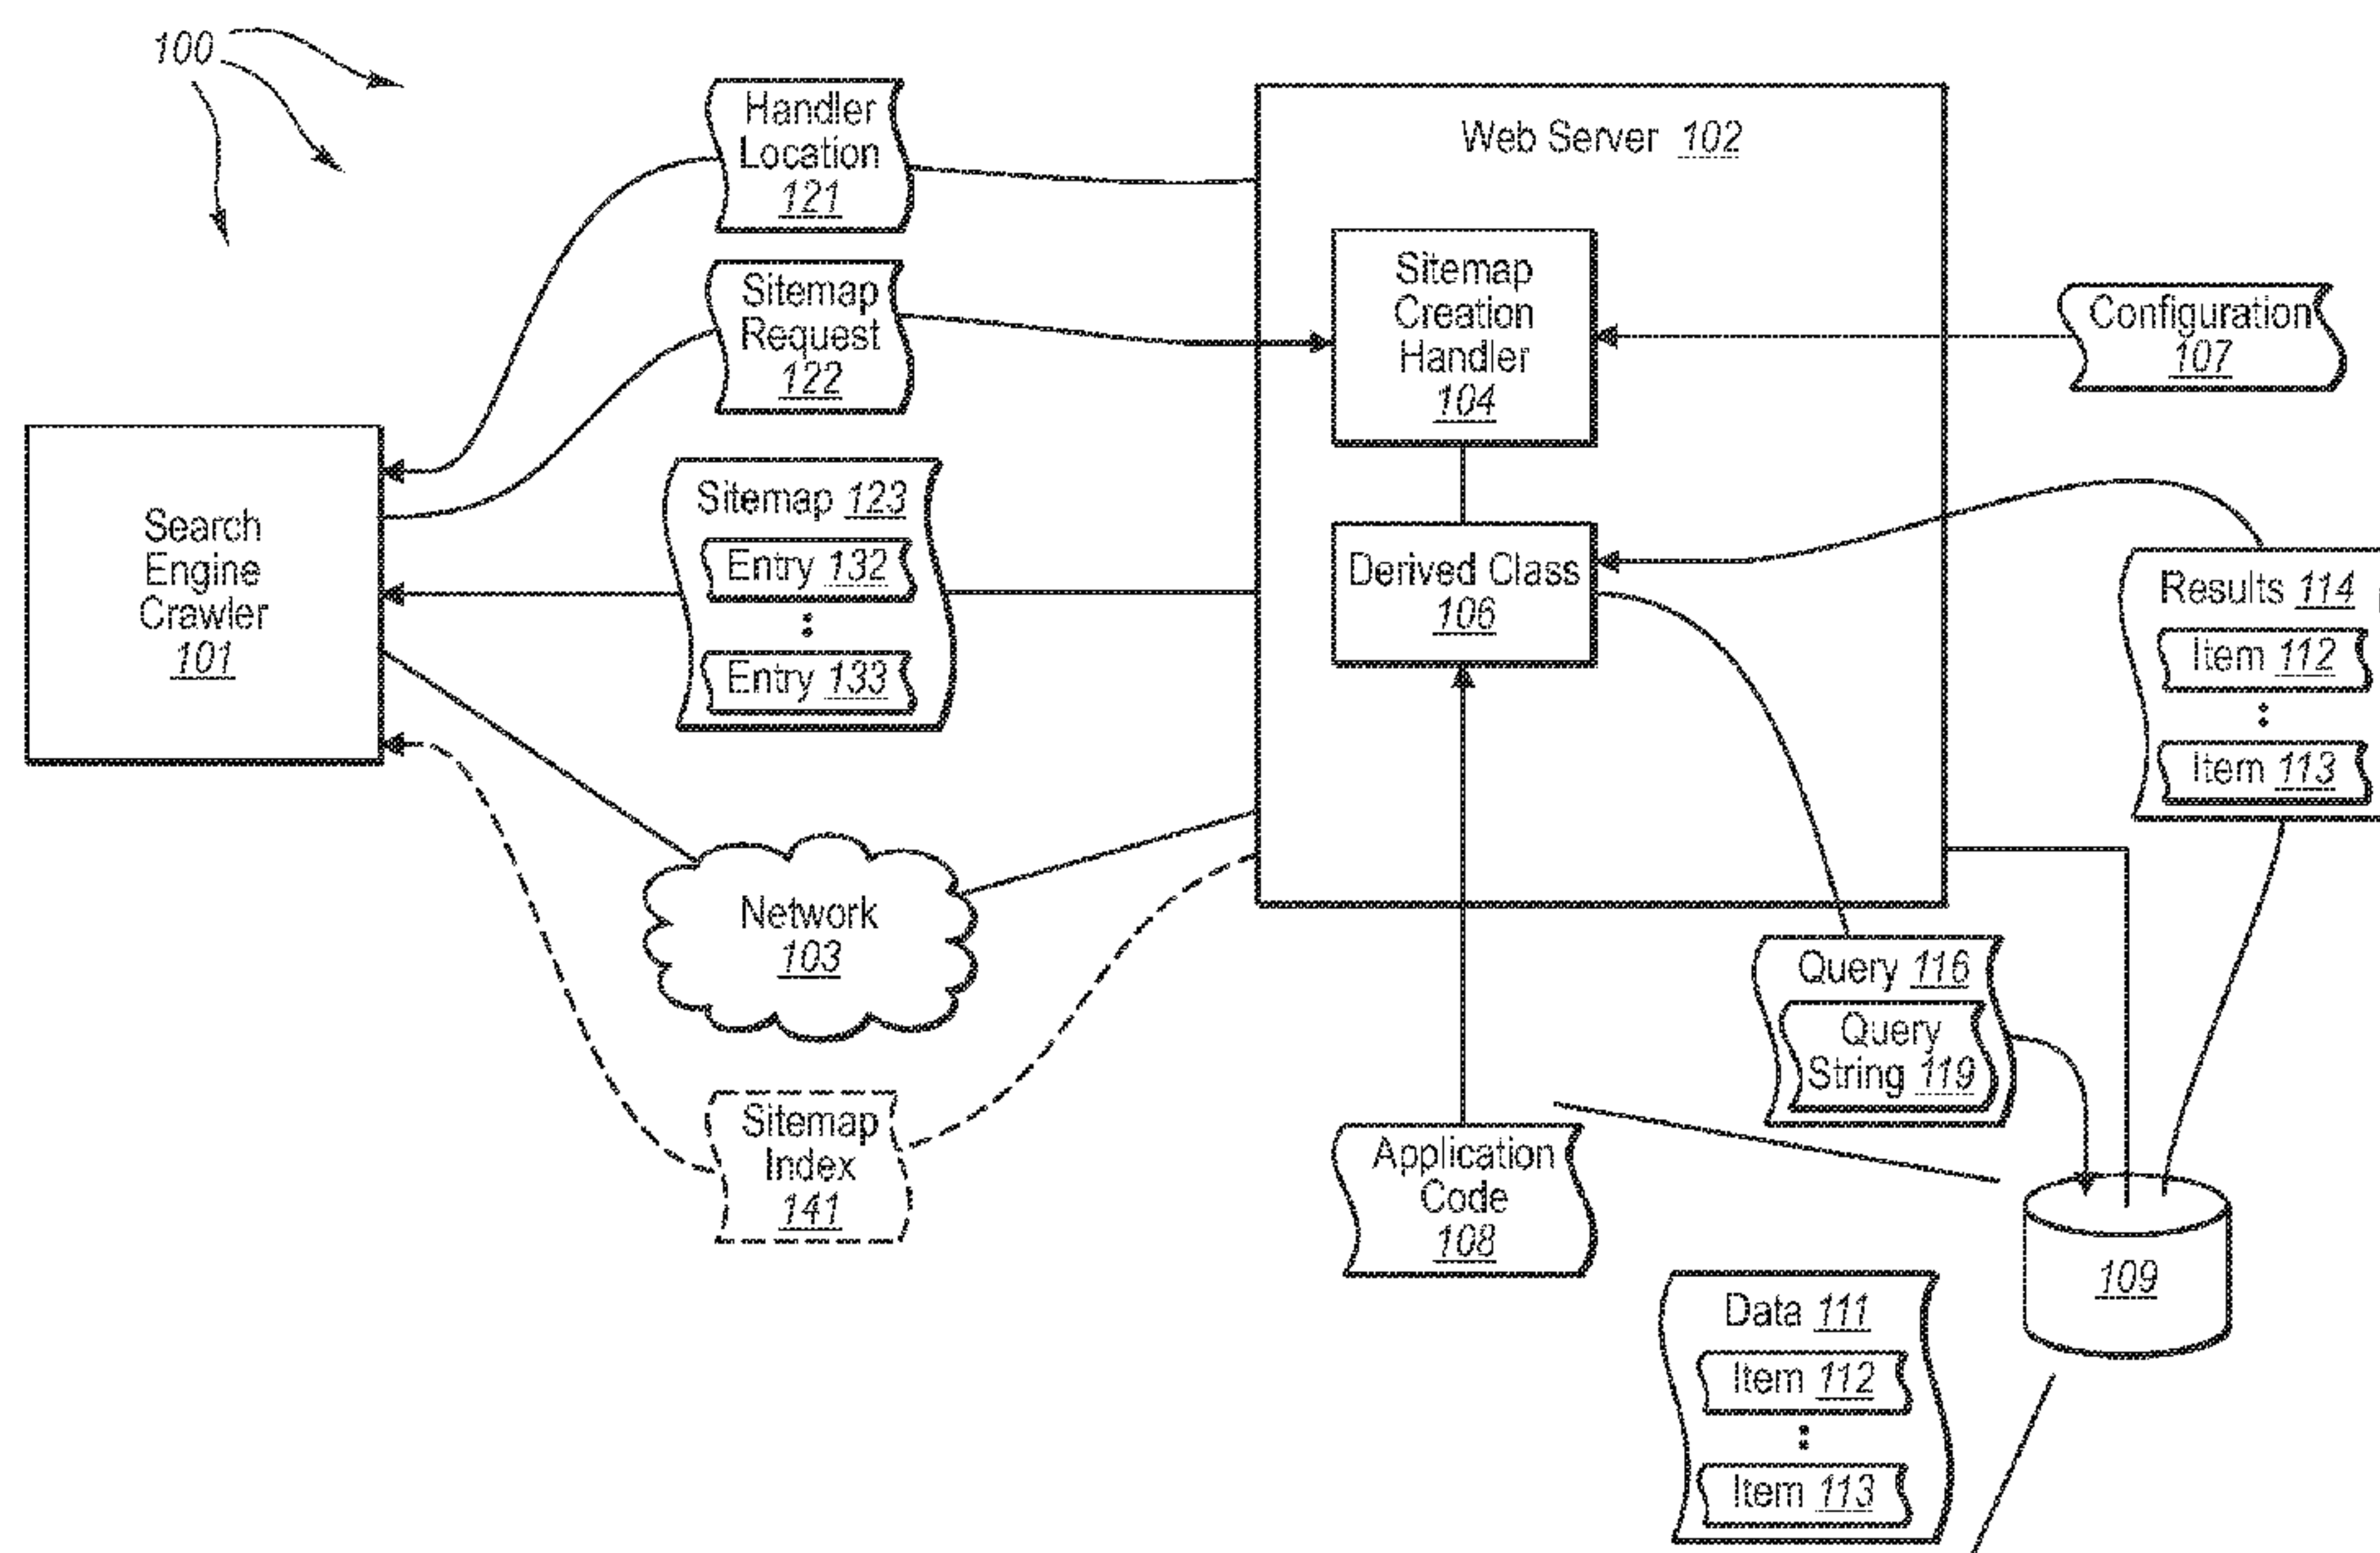 100
Handler
Location
121
Web Server 102
Sitemap
Request
122
Sitemap
Creation
Handler
104
Configuration
107
Search
Engine
Crawler
101
Sitemap 123
Entry 132
Entry 133
Derived Class
106
Results 114
Item 112
Item 113
Network
103
Query 116
Query
String 119
Sitemap
Index
141
Application
Code
108
109
Data 111
Item 112
Item 113